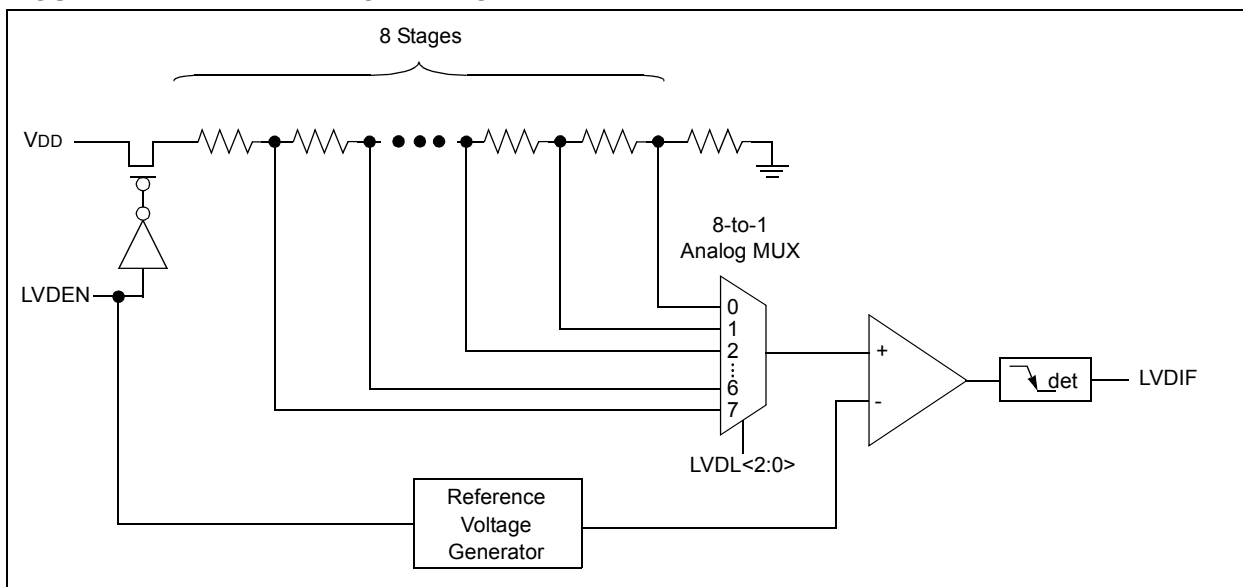 8 Stages
VDD
8-to-1
Analog MUX
LVDEN
0
1
2
6
7
+
-
det
LVDIF
LVDL<2:0>
Reference
Voltage
Generator